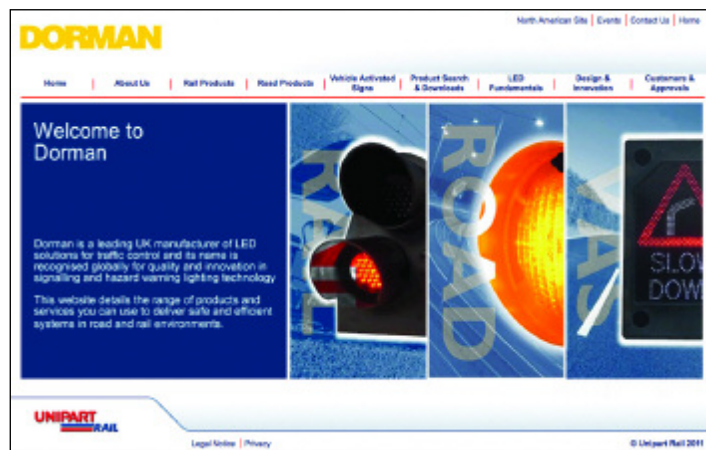 North American Site | Events | Contact Us | Home
DORMAN
Home | About Us | Rail Products | Road Products | Vehicle Activated Signs | Product Search & Downloads | LED Fundamentals | Design & Innovation | Customers & Approvals
Welcome to
Dorman
RAIL
ROAD
VAS
SLOW
DOWN
Dorman is a leading UK manufacturer of LED
solutions for traffic control and its name is
recognised globally for quality and innovation in
signalling and hazard warning lighting technology
This website details the range of products and
services you can use to deliver safe and efficient
systems in road and rail environments.
UNIPART
RAIL
Legal Notice | Privacy
© Unipart Rail 2011